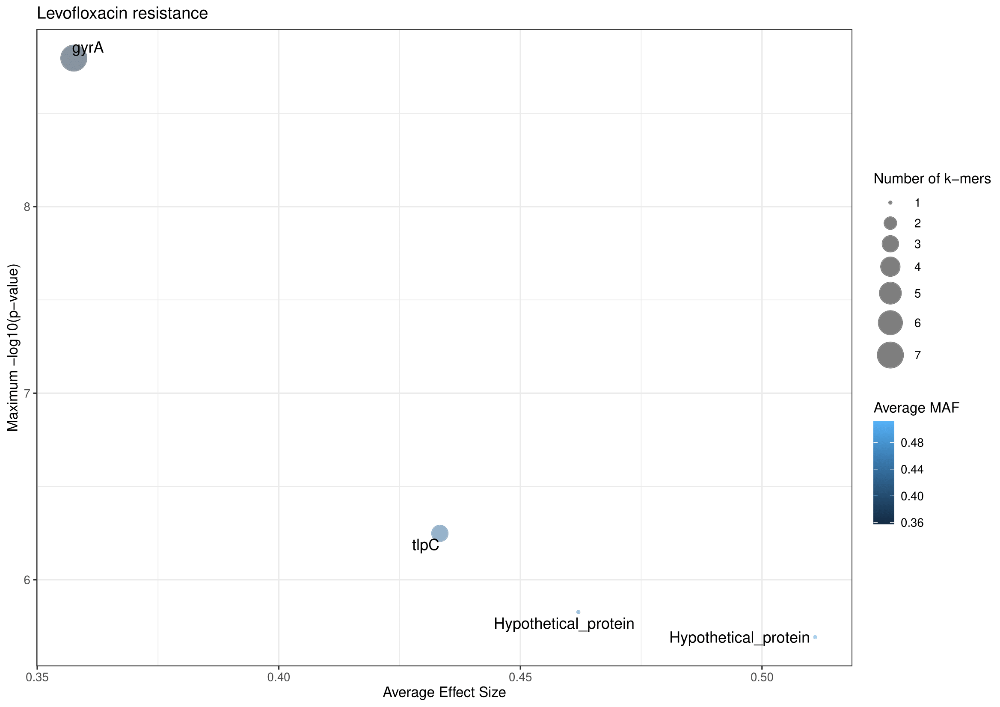 Levofloxacin resistance
gyrA
8
7
6
Maximum −log10(p−value)
tlpC
Hypothetical_protein
Hypothetical_protein
0.35
0.40
0.45
0.50
Average Effect Size
Number of k−mers
1
2
3
4
5
6
7
Average MAF
0.48
0.44
0.40
0.36